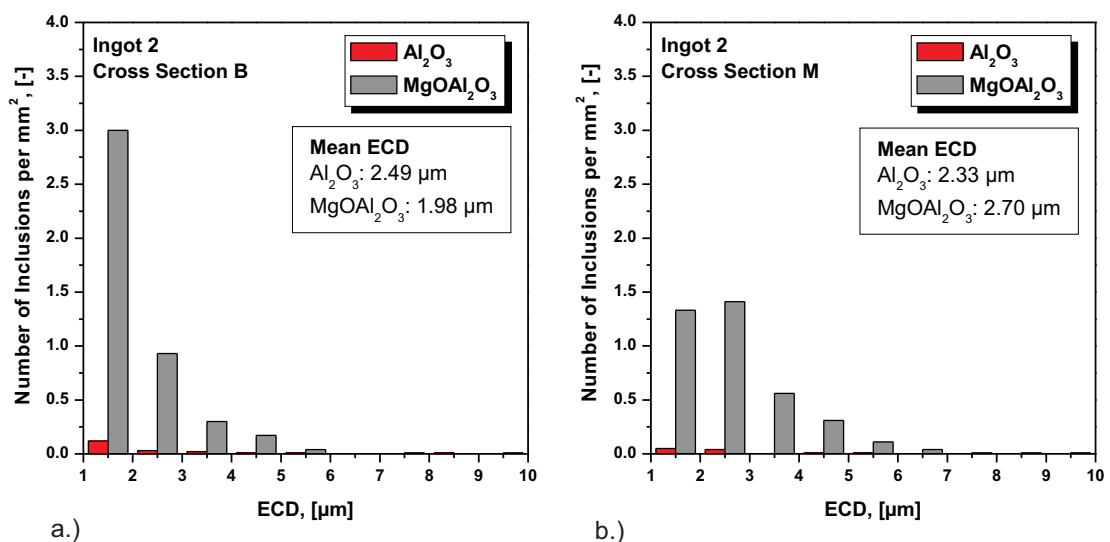 Ingot 2
Cross Section B
Al₂O₃
MgOAl₂O₃
Mean ECD
Al₂O₃: 2.49 µm
MgOAl₂O₃: 1.98 µm
Number of Inclusions per mm², [-]
4.0
3.5
3.0
2.5
2.0
1.5
1.0
0.5
0.0
1 2 3 4 5 6 7 8 9 10
ECD, [µm]
a.)
Ingot 2
Cross Section M
Al₂O₃
MgOAl₂O₃
Mean ECD
Al₂O₃: 2.33 µm
MgOAl₂O₃: 2.70 µm
Number of Inclusions per mm², [-]
4.0
3.5
3.0
2.5
2.0
1.5
1.0
0.5
0.0
1 2 3 4 5 6 7 8 9 10
ECD, [µm]
b.)